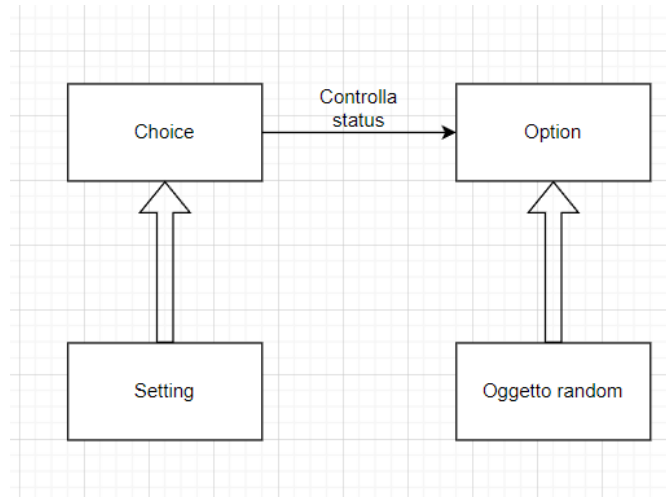 Choice
Controlla
status
Option
Setting
Oggetto random